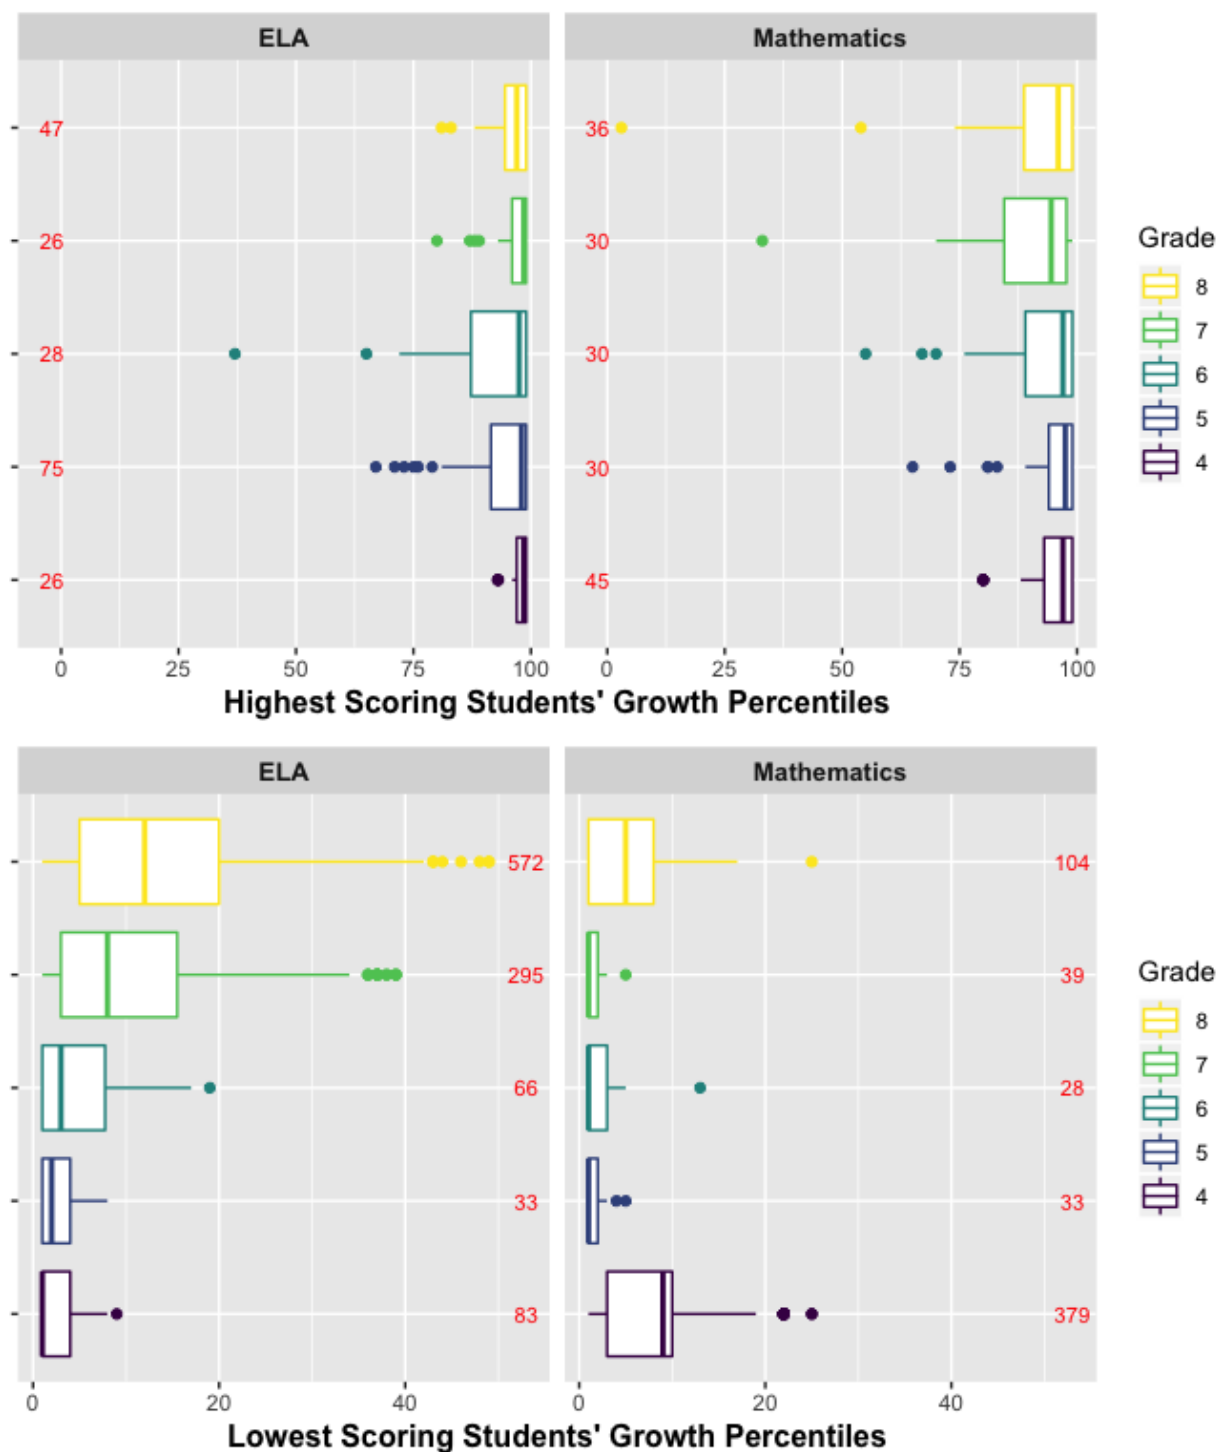 ELA Mathematics
47 36
26 30
28 30
75 30
26 45
0 25 50 75 100 0 25 50 75 100
Highest Scoring Students' Growth Percentiles
Grade
8
7
6
5
4
ELA Mathematics
572 104
295 39
66 28
33 33
83 379
0 20 40 0 20 40
Lowest Scoring Students' Growth Percentiles
Grade
8
7
6
5
4